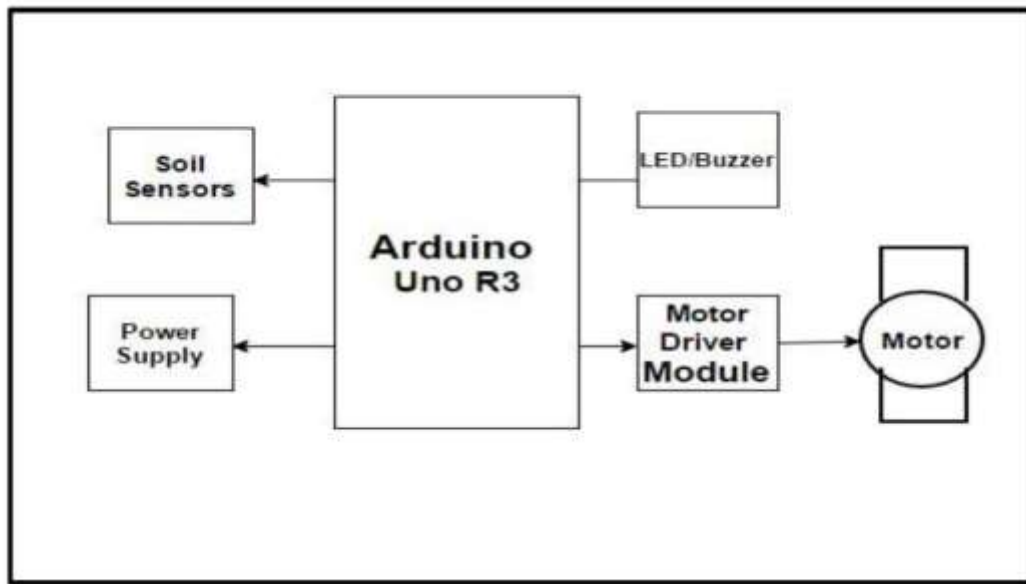 Soil
Sensors
Power
Supply
Arduino
Uno R3
LED/Buzzer
Motor
Driver
Module
Motor